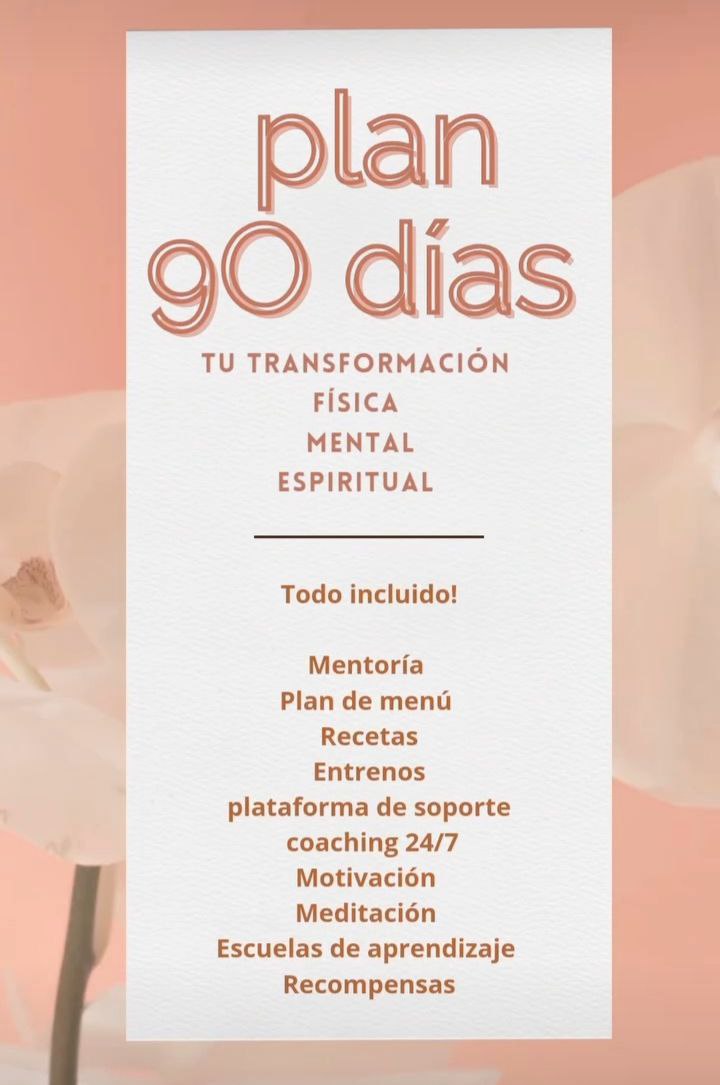 plan
90 días
TU TRANSFORMACIÓN
FÍSICA
MENTAL
ESPIRITUAL
Todo incluido!
Mentoría
Plan de menú
Recetas
Entrenos
plataforma de soporte
coaching 24/7
Motivación
Meditación
Escuelas de aprendizaje
Recompensas